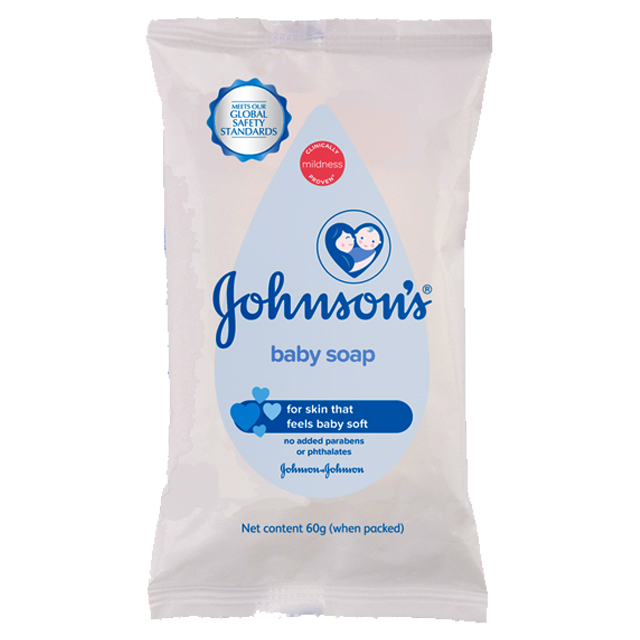 MEETS OUR
GLOBAL
SAFETY
STANDARDS
CLINICALLY
mildness
PROVEN*
Johnson's®
baby soap
for skin that
feels baby soft
no added parabens
or phthalates
Johnson+Johnson
Net content 60g (when packed)